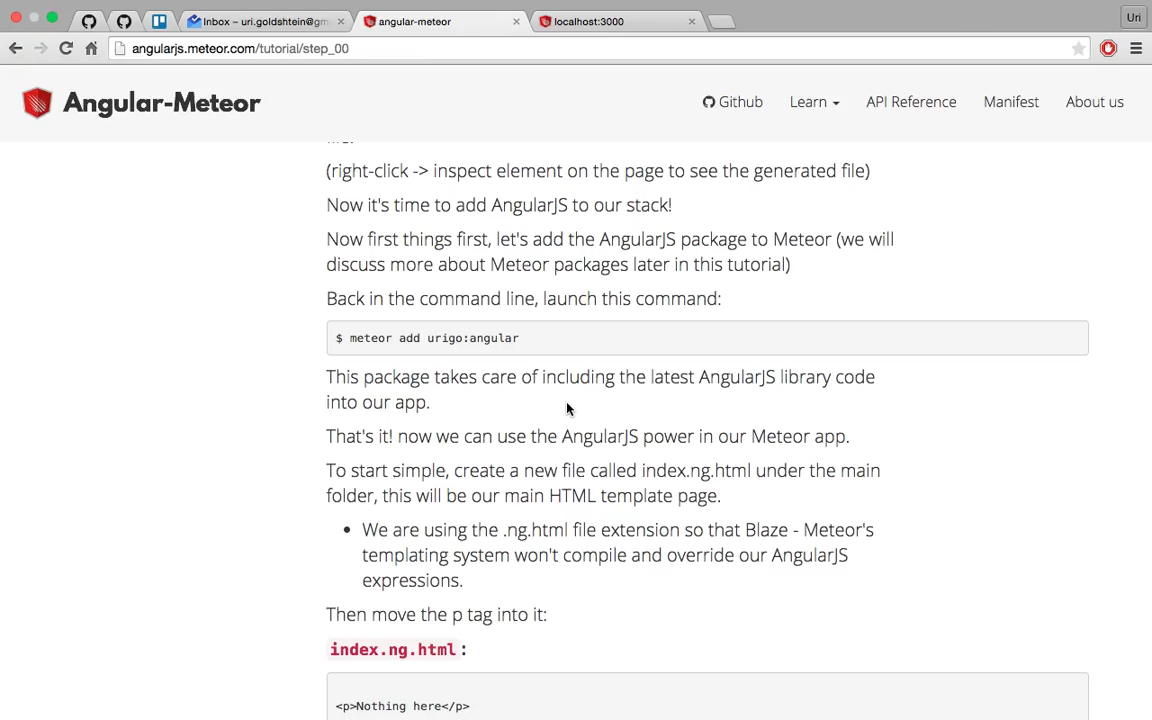 Uri
Inbox – uri.goldshtein@gm
angular-meteor
localhost:3000
angularjs.meteor.com/tutorial/step_00
Angular-Meteor
Github
Learn
API Reference
Manifest
About us
(right-click -> inspect element on the page to see the generated file)
Now it's time to add AngularJS to our stack!
Now first things first, let's add the AngularJS package to Meteor (we will
discuss more about Meteor packages later in this tutorial)
Back in the command line, launch this command:
$ meteor add urigo:angular
This package takes care of including the latest AngularJS library code
into our app.
That's it! now we can use the AngularJS power in our Meteor app.
To start simple, create a new file called index.ng.html under the main
folder, this will be our main HTML template page.
• We are using the .ng.html file extension so that Blaze - Meteor's
templating system won't compile and override our AngularJS
expressions.
Then move the p tag into it:
index.ng.html:
<p>Nothing here</p>